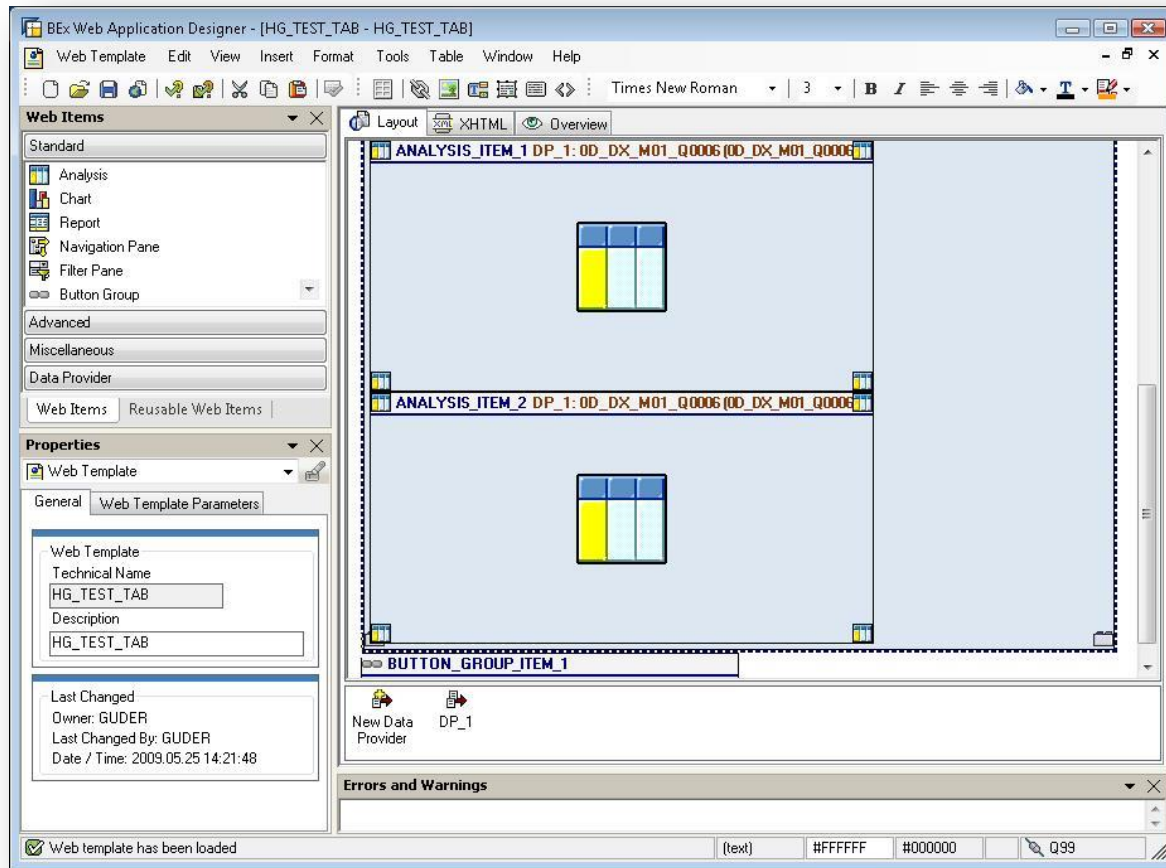 BEx Web Application Designer - [HG_TEST_TAB - HG_TEST_TAB]
Web Template Edit View Insert Format Tools Table Window Help
Times New Roman 3 B I T
Web Items
Standard
Analysis
Chart
Report
Navigation Pane
Filter Pane
Button Group
Advanced
Miscellaneous
Data Provider
Web Items Reusable Web Items
Properties
Web Template
General Web Template Parameters
Web Template
Technical Name
HG_TEST_TAB
Description
HG_TEST_TAB
Last Changed
Owner: GUDER
Last Changed By: GUDER
Date / Time: 2009.05.25 14:21:48
Layout XHTML Overview
ANALYSIS_ITEM_1 DP_1: 0D_DX_M01_Q0006 (0D_DX_M01_Q0006
ANALYSIS_ITEM_2 DP_1: 0D_DX_M01_Q0006 (0D_DX_M01_Q0006
BUTTON_GROUP_ITEM_1
New Data Provider
DP_1
Errors and Warnings
Web template has been loaded (text) #FFFFFF #000000 Q99